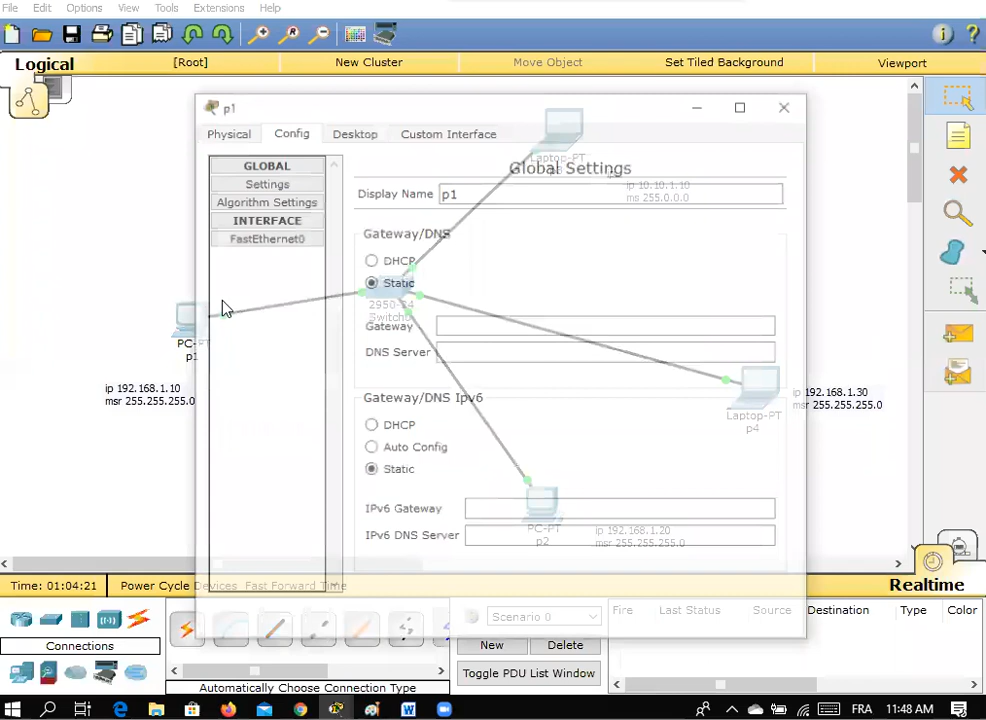 File Edit Options View Tools Extensions Help
Logical [Root] New Cluster Move Object Set Tiled Background Viewport
p1
Physical Config Desktop Custom Interface
GLOBAL
Settings
Algorithm Settings
INTERFACE
FastEthernet0
Global Settings
Display Name p1
Gateway/DNS
DHCP
Static
Gateway
DNS Server
Gateway/DNS Ipv6
DHCP
Auto Config
Static
IPv6 Gateway
IPv6 DNS Server
Laptop-PT
ip 10.10.1.10
ms 255.0.0.0
2950-24
Switch0
PC-PT
p1
ip 192.168.1.10
msr 255.255.255.0
Laptop-PT
p4
ip 192.168.1.30
msr 255.255.255.0
PC-PT
p2
ip 192.168.1.20
msr 255.255.255.0
Time: 01:04:21 Power Cycle Devices Fast Forward Time Realtime
Connections
Automatically Choose Connection Type
Scenario 0
New Delete
Toggle PDU List Window
Fire Last Status Source Destination Type Color
FRA 11:48 AM